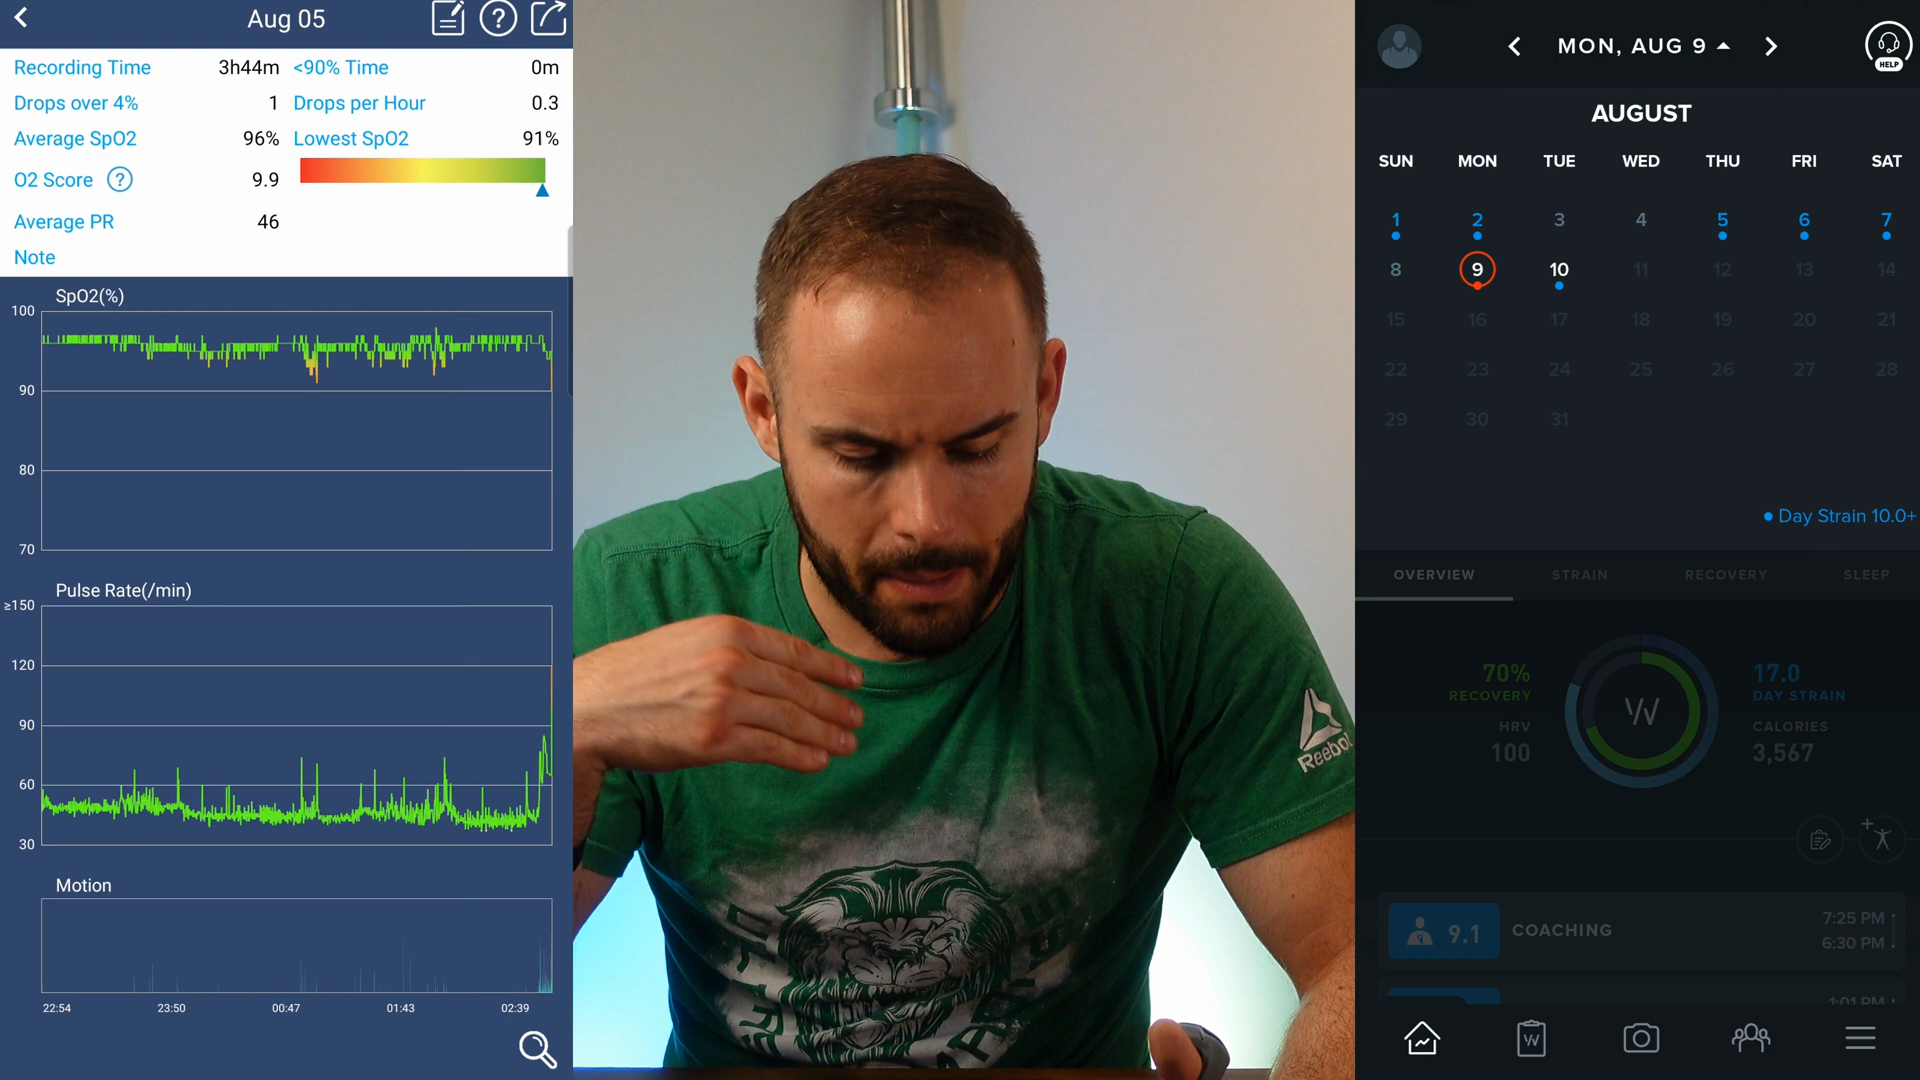 Aug 05
Recording Time 3h44m <90% Time 0m
Drops over 4% 1 Drops per Hour 0.3
Average SpO2 96% Lowest SpO2 91%
O2 Score ? 9.9
Average PR 46
Note
SpO2(%)
100
90
80
70
Pulse Rate(/min)
≥150
120
90
60
30
Motion
22:54 23:50 00:47 01:43 02:39
Reebok
MON, AUG 9
HELP
AUGUST
SUN MON TUE WED THU FRI SAT
1 2 3 4 5 6 7
8 9 10 11 12 13 14
15 16 17 18 19 20 21
22 23 24 25 26 27 28
29 30 31
Day Strain 10.0+
OVERVIEW STRAIN RECOVERY SLEEP
70%
RECOVERY
HRV
100
W
17.0
DAY STRAIN
CALORIES
3,567
9.1 COACHING 7:25 PM
6:30 PM
1:01 PM
W